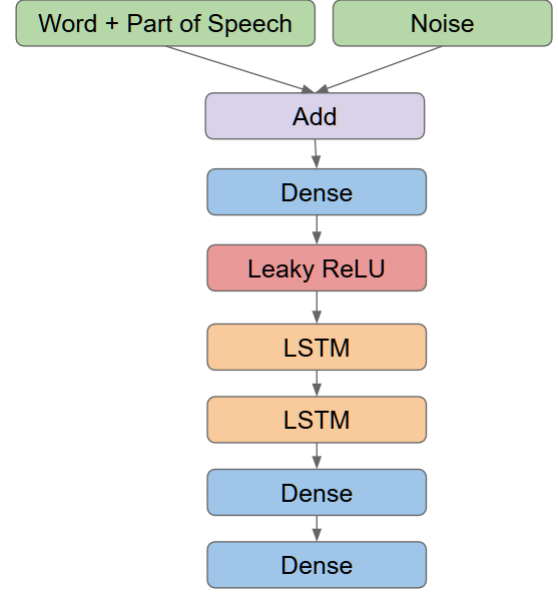 Word + Part of Speech
Noise
Add
Dense
Leaky ReLU
LSTM
LSTM
Dense
Dense